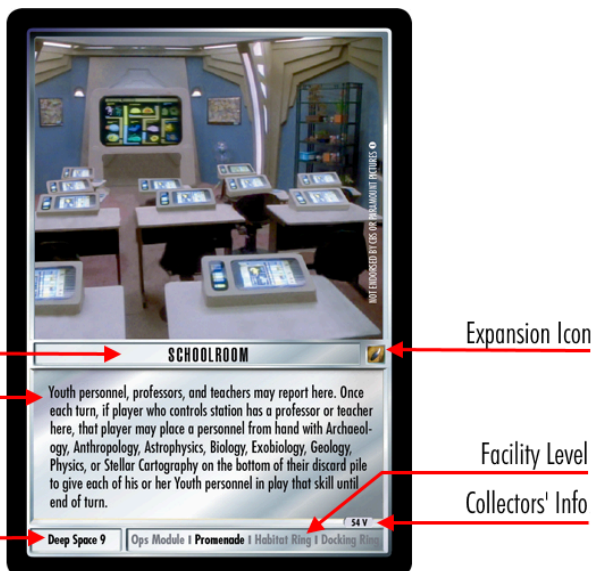 NOT ENDORSED BY CBS OR PARAMOUNT PICTURES
SCHOOLROOM
Expansion Icon
Youth personnel, professors, and teachers may report here. Once
each turn, if player who controls station has a professor or teacher
here, that player may place a personnel from hand with Archaeol-
ogy, Anthropology, Astrophysics, Biology, Exobiology, Geology,
Physics, or Stellar Cartography on the bottom of their discard pile
to give each of his or her Youth personnel in play that skill until
end of turn.
Facility Level
Collectors' Info
54 V
Deep Space 9
Ops Module I Promenade I Habitat Ring I Docking Ring